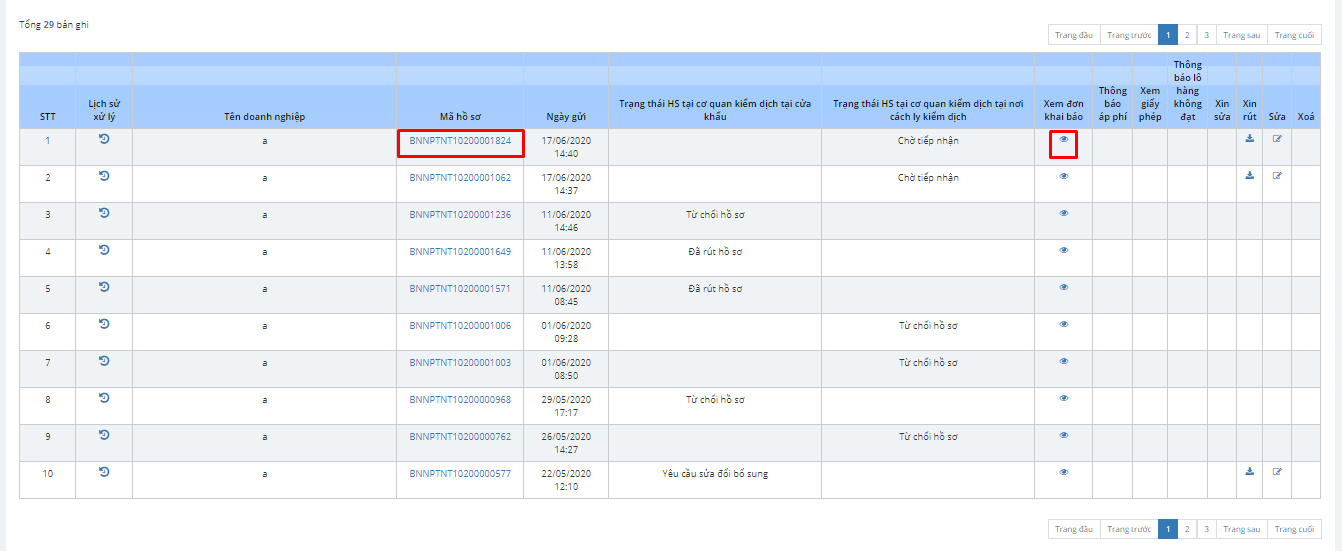 Tổng 29 bản ghi
Trang đầu Trang trước 1 2 3 Trang sau Trang cuối
STT Lịch sử xử lý Tên doanh nghiệp Mã hồ sơ Ngày gửi Trạng thái HS tại cơ quan kiểm dịch tại cửa khẩu Trạng thái HS tại cơ quan kiểm dịch tại nơi cách ly kiểm dịch Xem đơn khai báo Thông báo áp phí Xem giấy phép Thông báo lô hàng không đạt Xin sửa Xin rút Sửa Xoá
1 a BNNPTNT10200001824 17/06/2020 Chờ tiếp nhận
14:40
2 a BNNPTNT10200001062 17/06/2020 Chờ tiếp nhận
14:37
3 a BNNPTNT10200001236 11/06/2020 Từ chối hồ sơ
14:46
4 a BNNPTNT10200001649 11/06/2020 Đã rút hồ sơ
13:58
5 a BNNPTNT10200001571 11/06/2020 Đã rút hồ sơ
08:45
6 a BNNPTNT10200001006 01/06/2020 Từ chối hồ sơ
09:28
7 a BNNPTNT10200001003 01/06/2020 Từ chối hồ sơ
08:50
8 a BNNPTNT10200000968 29/05/2020 Từ chối hồ sơ
17:17
9 a BNNPTNT10200000762 26/05/2020 Từ chối hồ sơ
14:27
10 a BNNPTNT10200000577 22/05/2020 Yêu cầu sửa đổi bổ sung
12:10
Trang đầu Trang trước 1 2 3 Trang sau Trang cuối